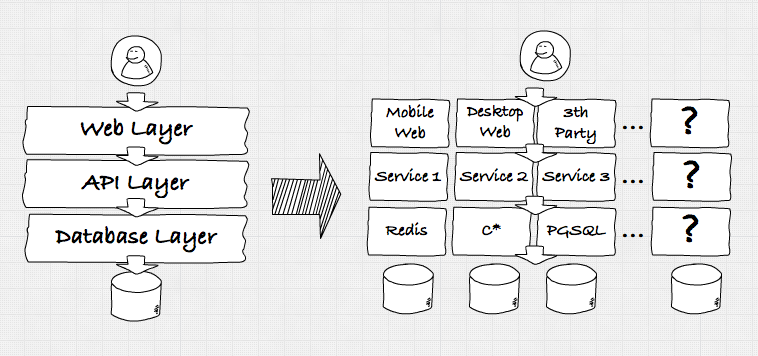 Web Layer
API Layer
Database Layer
Mobile
Web
Desktop
Web
3th
Party
...
?
Service 1
Service 2
Service 3
...
?
Redis
C*
PGSQL
...
?